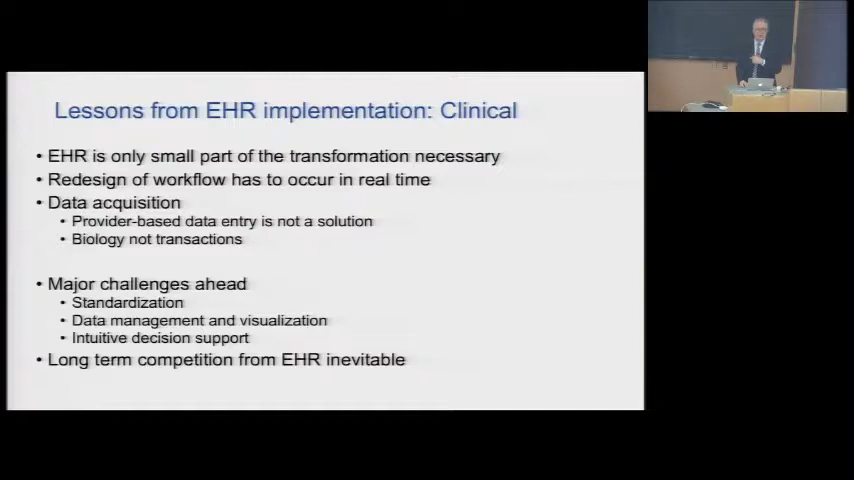 Lessons from EHR implementation: Clinical
• EHR is only small part of the transformation necessary
• Redesign of workflow has to occur in real time
• Data acquisition
• Provider-based data entry is not a solution
• Biology not transactions
• Major challenges ahead
• Standardization
• Data management and visualization
• Intuitive decision support
• Long term competition from EHR inevitable